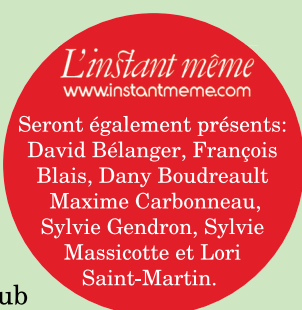 L'instant même
www.instantmeme.com
Seront également présents:
David Bélanger, François
Blais, Dany Boudreault
Maxime Carbonneau,
Sylvie Gendron, Sylvie
Massicotte et Lori
Saint-Martin.
ub